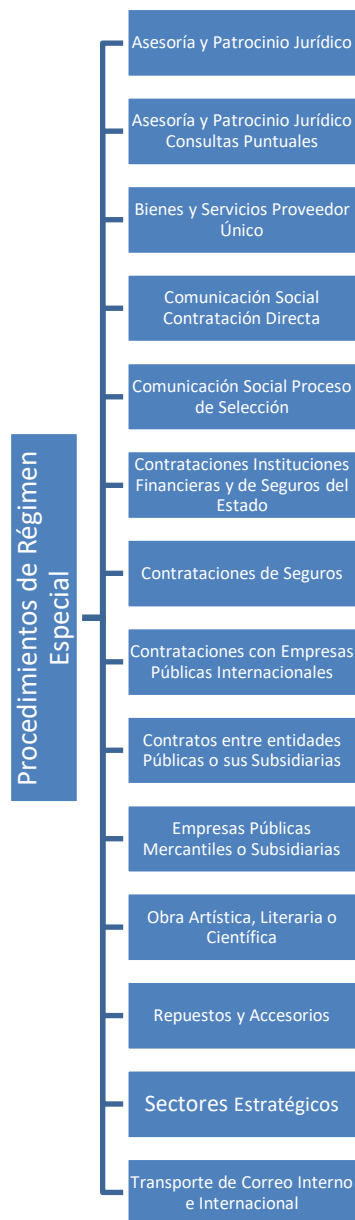 Procedimientos de Régimen
Especial
Asesoría y Patrocinio Jurídico
Asesoría y Patrocinio Jurídico
Consultas Puntuales
Bienes y Servicios Proveedor
Único
Comunicación Social
Contratación Directa
Comunicación Social Proceso
de Selección
Contrataciones Instituciones
Financieras y de Seguros del
Estado
Contrataciones de Seguros
Contrataciones con Empresas
Públicas Internacionales
Contratos entre entidades
Públicas o sus Subsidiarias
Empresas Públicas
Mercantiles o Subsidiarias
Obra Artística, Literaria o
Científica
Repuestos y Accesorios
Sectores Estratégicos
Transporte de Correo Interno
e Internacional